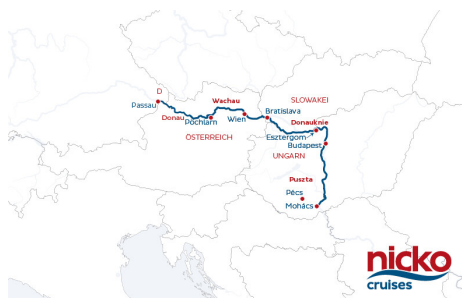 D
Passau
Wachau
SLOWAKEI
Donau
Pöchlarn
Wien
Bratislava
Donauknie
ÖSTERREICH
Esztergom
Budapest
UNGARN
Puszta
Pécs
Mohács
nicko
cruises